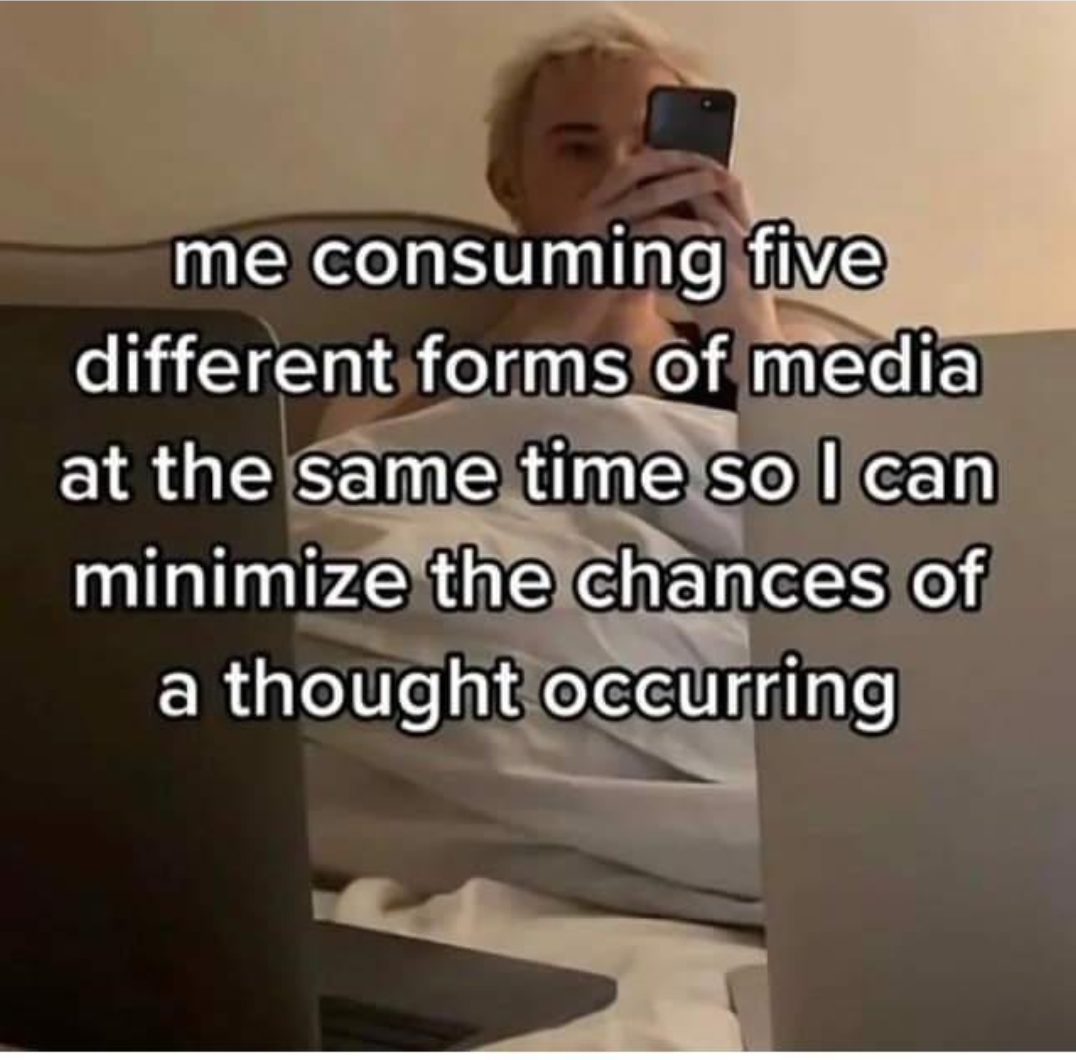 me consuming five
different forms of media
at the same time so I can
minimize the chances of
a thought occurring